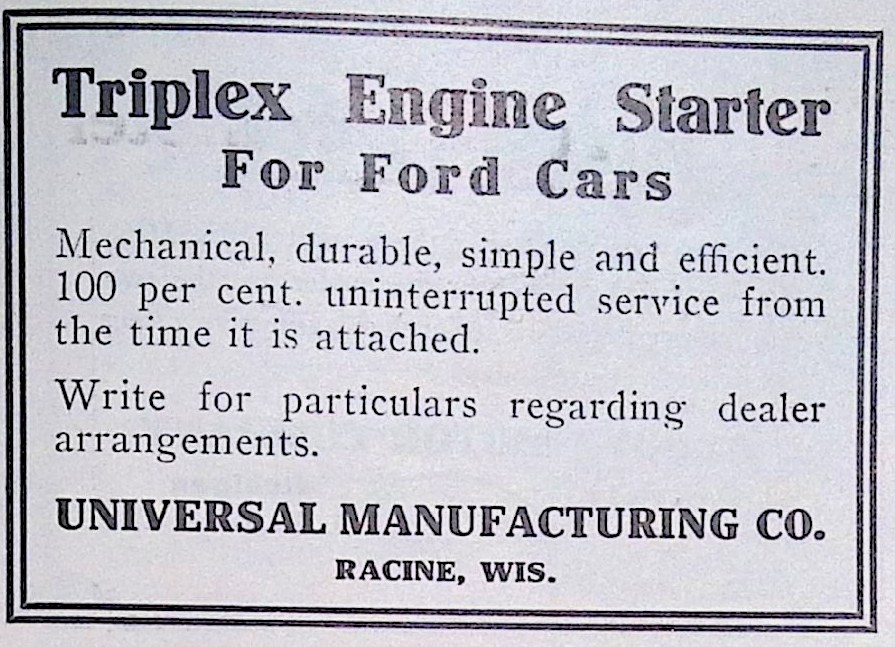 Triplex Engine Starter
For Ford Cars
Mechanical, durable, simple and efficient.
100 per cent. uninterrupted service from
the time it is attached.
Write for particulars regarding dealer
arrangements.
UNIVERSAL MANUFACTURING CO.
RACINE, WIS.